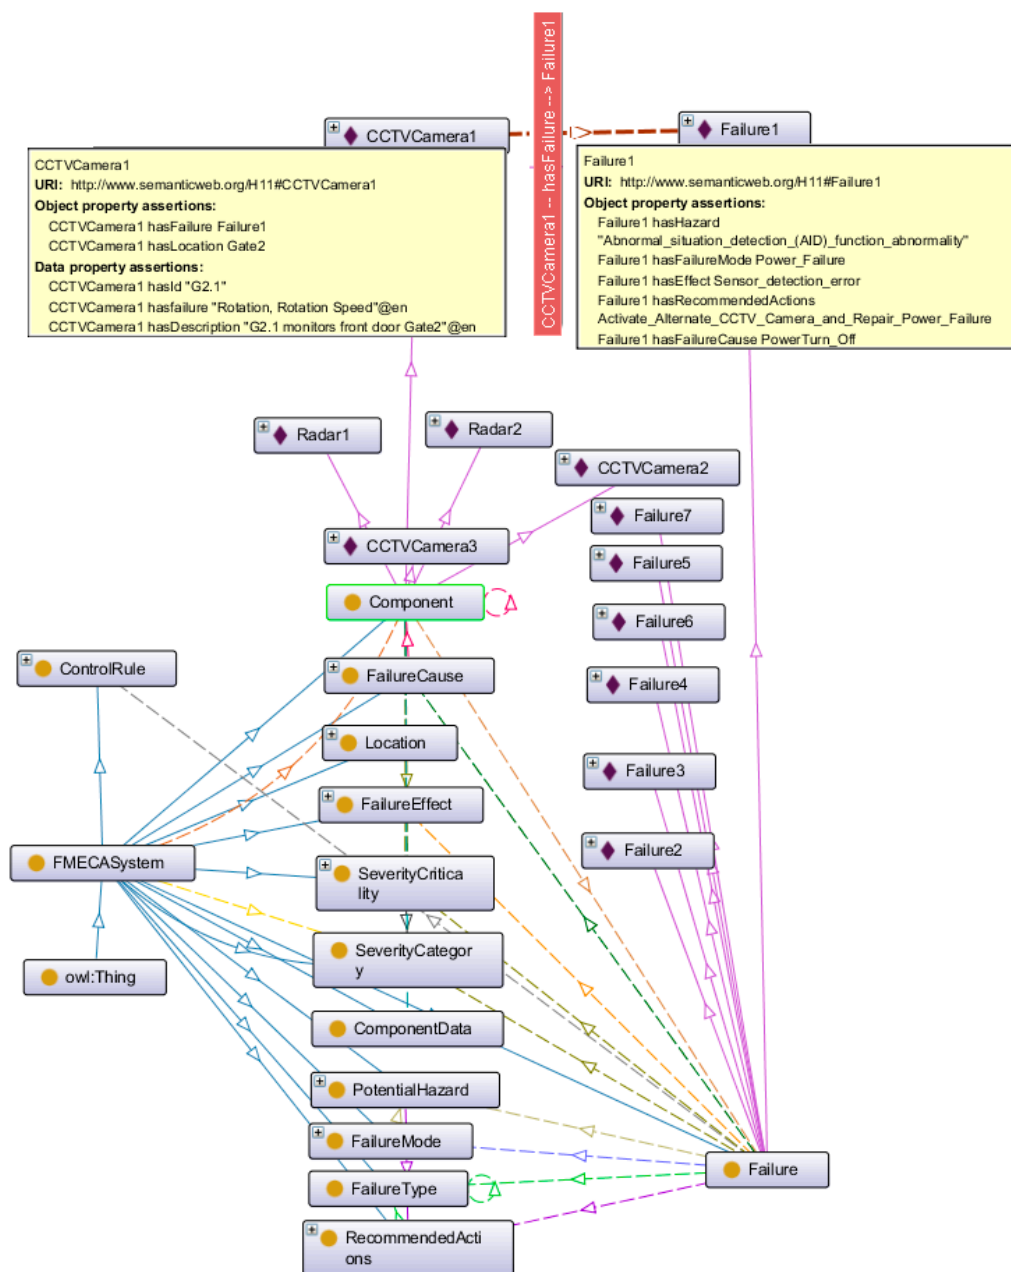 CCTVCamera1 -- hasFailure --> Failure1
CCTVCamera1
Failure1
CCTVCamera1
URI: http://www.semanticweb.org/H11#CCTVCamera1
Object property assertions:
CCTVCamera1 hasFailure Failure1
CCTVCamera1 hasLocation Gate2
Data property assertions:
CCTVCamera1 hasId "G2.1"
CCTVCamera1 hasfailure "Rotation, Rotation Speed"@en
CCTVCamera1 hasDescription "G2.1 monitors front door Gate2"@en
Failure1
URI: http://www.semanticweb.org/H11#Failure1
Object property assertions:
Failure1 hasHazard
"Abnormal_situation_detection_(AID)_function_abnormality"
Failure1 hasFailureMode Power_Failure
Failure1 hasEffect Sensor_detection_error
Failure1 hasRecommendedActions
Activate_Alternate_CCTV_Camera_and_Repair_Power_Failure
Failure1 hasFailureCause PowerTurn_Off
Radar1
Radar2
CCTVCamera2
Failure7
CCTVCamera3
Failure5
Component
Failure6
ControlRule
FailureCause
Failure4
Location
Failure3
FailureEffect
Failure2
FMECASystem
SeverityCritica
lity
SeverityCategor
y
owl:Thing
ComponentData
PotentialHazard
FailureMode
Failure
FailureType
RecommendedActi
ons